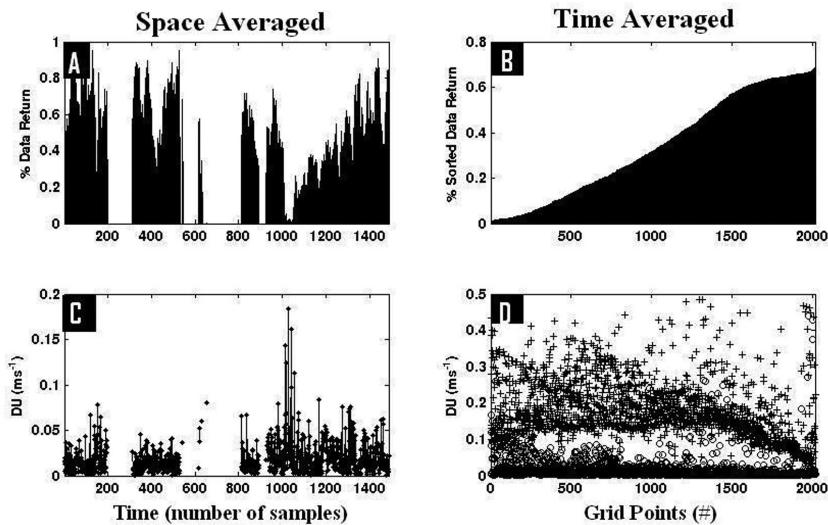 Space Averaged
Time Averaged
A
% Data Return
1
0.8
0.6
0.4
0.2
0
200 400 600 800 1000 1200 1400
B
% Sorted Data Return
0.8
0.6
0.4
0.2
0
500 1000 1500 2000
C
DU (ms-1)
0.2
0.15
0.1
0.05
0
200 400 600 800 1000 1200 1400
Time (number of samples)
D
DU (ms-1)
0.5
0.4
0.3
0.2
0.1
0
0 500 1000 1500 2000
Grid Points (#)